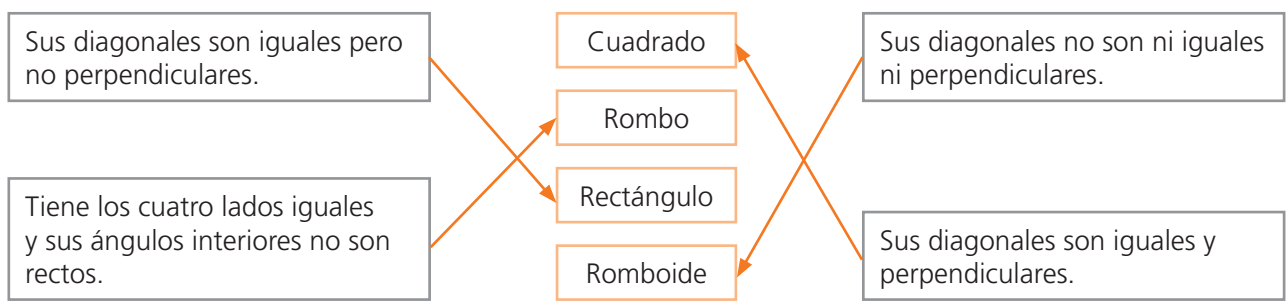 Sus diagonales son iguales pero
no perpendiculares.
Tiene los cuatro lados iguales
y sus ángulos interiores no son
rectos.
Cuadrado
Rombo
Rectángulo
Romboide
Sus diagonales no son ni iguales
ni perpendiculares.
Sus diagonales son iguales y
perpendiculares.